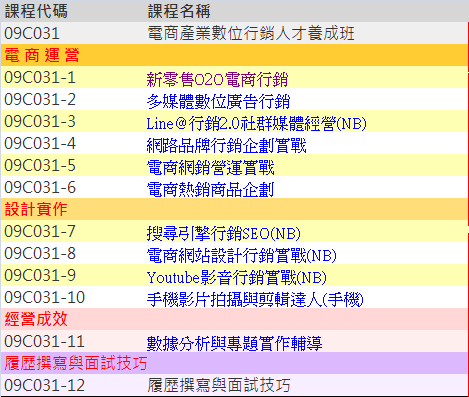 課程代碼 課程名稱
09C031 電商產業數位行銷人才養成班
電 商 運 營
09C031-1 新零售O2O電商行銷
09C031-2 多媒體數位廣告行銷
09C031-3 Line＠行銷2.0社群媒體經營(NB)
09C031-4 網路品牌行銷企劃實戰
09C031-5 電商網銷營運實戰
09C031-6 電商熱銷商品企劃
設計實作
09C031-7 搜尋引擎行銷SEO(NB)
09C031-8 電商網站設計行銷實戰(NB)
09C031-9 Youtube影音行銷實戰(NB)
09C031-10 手機影片拍攝與剪輯達人(手機)
經營成效
09C031-11 數據分析與專題實作輔導
履歷撰寫與面試技巧
09C031-12 履歷撰寫與面試技巧